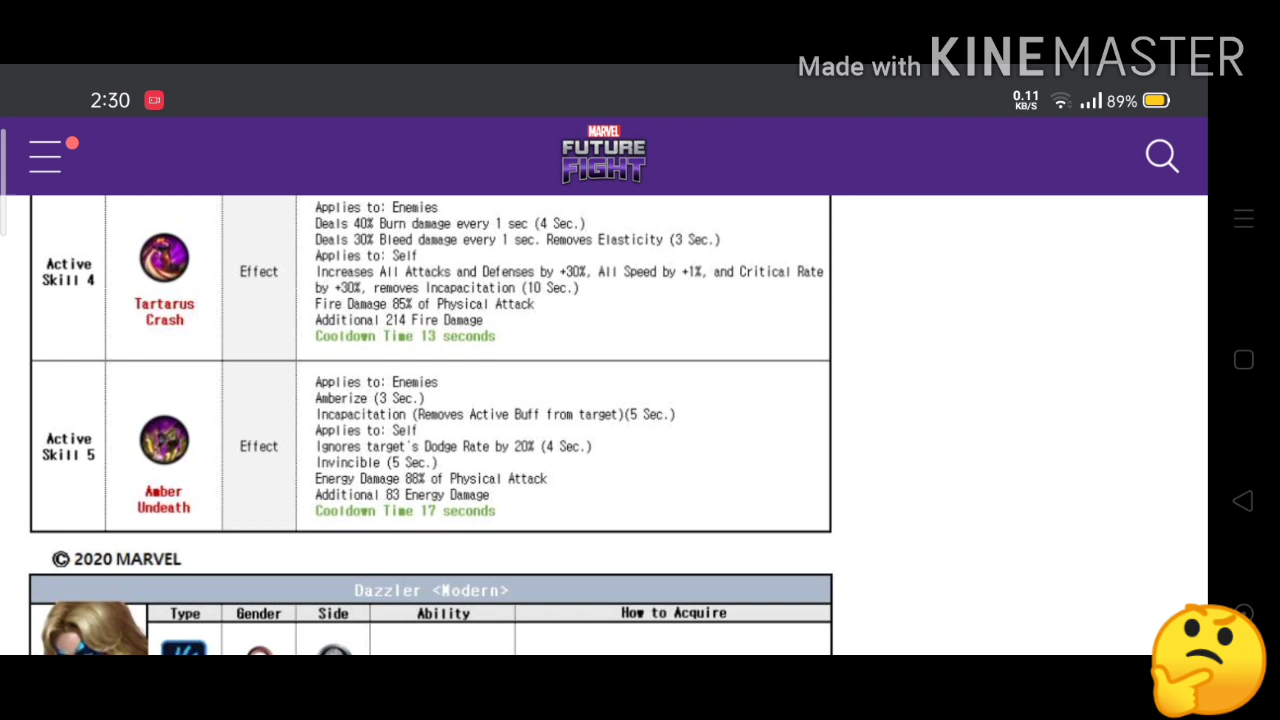 Made with KINEMASTER
2:30
0.11
KB/S
89%
MARVEL
FUTURE
FIGHT
Active
Skill 4
Tartarus
Crash
Effect
Applies to: Enemies
Deals 40% Burn damage every 1 sec (4 Sec.)
Deals 30% Bleed damage every 1 sec. Removes Elasticity (3 Sec.)
Applies to: Self
Increases All Attacks and Defenses by +30%, All Speed by +1%, and Critical Rate
by +30%, removes Incapacitation (10 Sec.)
Fire Damage 85% of Physical Attack
Additional 214 Fire Damage
Cooldown Time 13 seconds
Active
Skill 5
Amber
Undeath
Effect
Applies to: Enemies
Amberize (3 Sec.)
Incapacitation (Removes Active Buff from target)(5 Sec.)
Applies to: Self
Ignores target's Dodge Rate by 20% (4 Sec.)
Invincible (5 Sec.)
Energy Damage 88% of Physical Attack
Additional 83 Energy Damage
Cooldown Time 17 seconds
© 2020 MARVEL
Dazzler <Modern>
Type Gender Side Ability How to Acquire